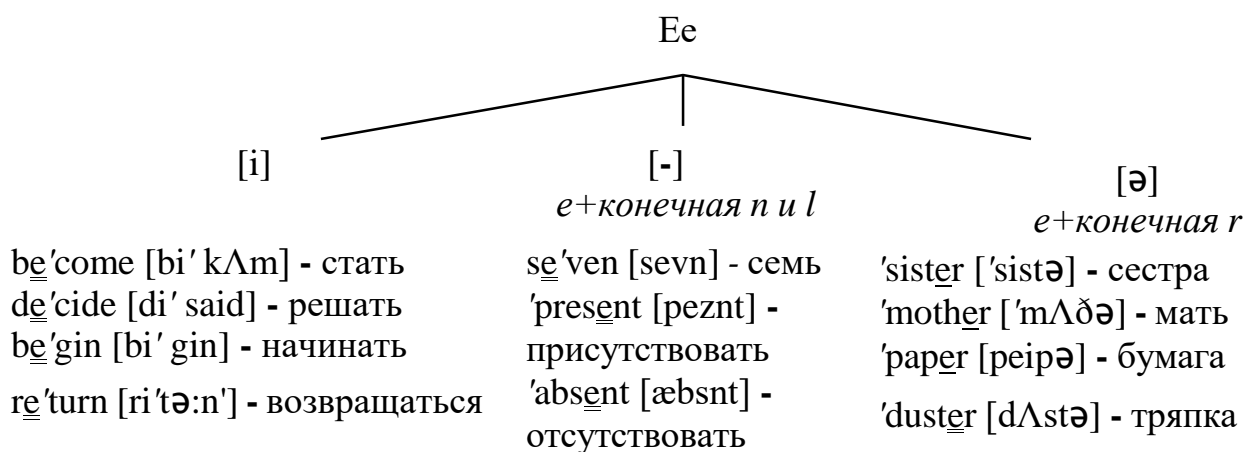 Ee
[i]
be′come [bi′ kΛm] - стать
de′cide [di′ said] - решать
be′gin [bi′ gin] - начинать
re′turn [ri′tə:n'] - возвращаться
[-]
e+конечная n и l
se′ven [sevn] - семь
′present [peznt] -
присутствовать
′absent [æbsnt] -
отсутствовать
[ə]
e+конечная r
′sister [′sistə] - сестра
′mother [′mΛðə] - мать
′paper [peipə] - бумага
′duster [dΛstə] - тряпка